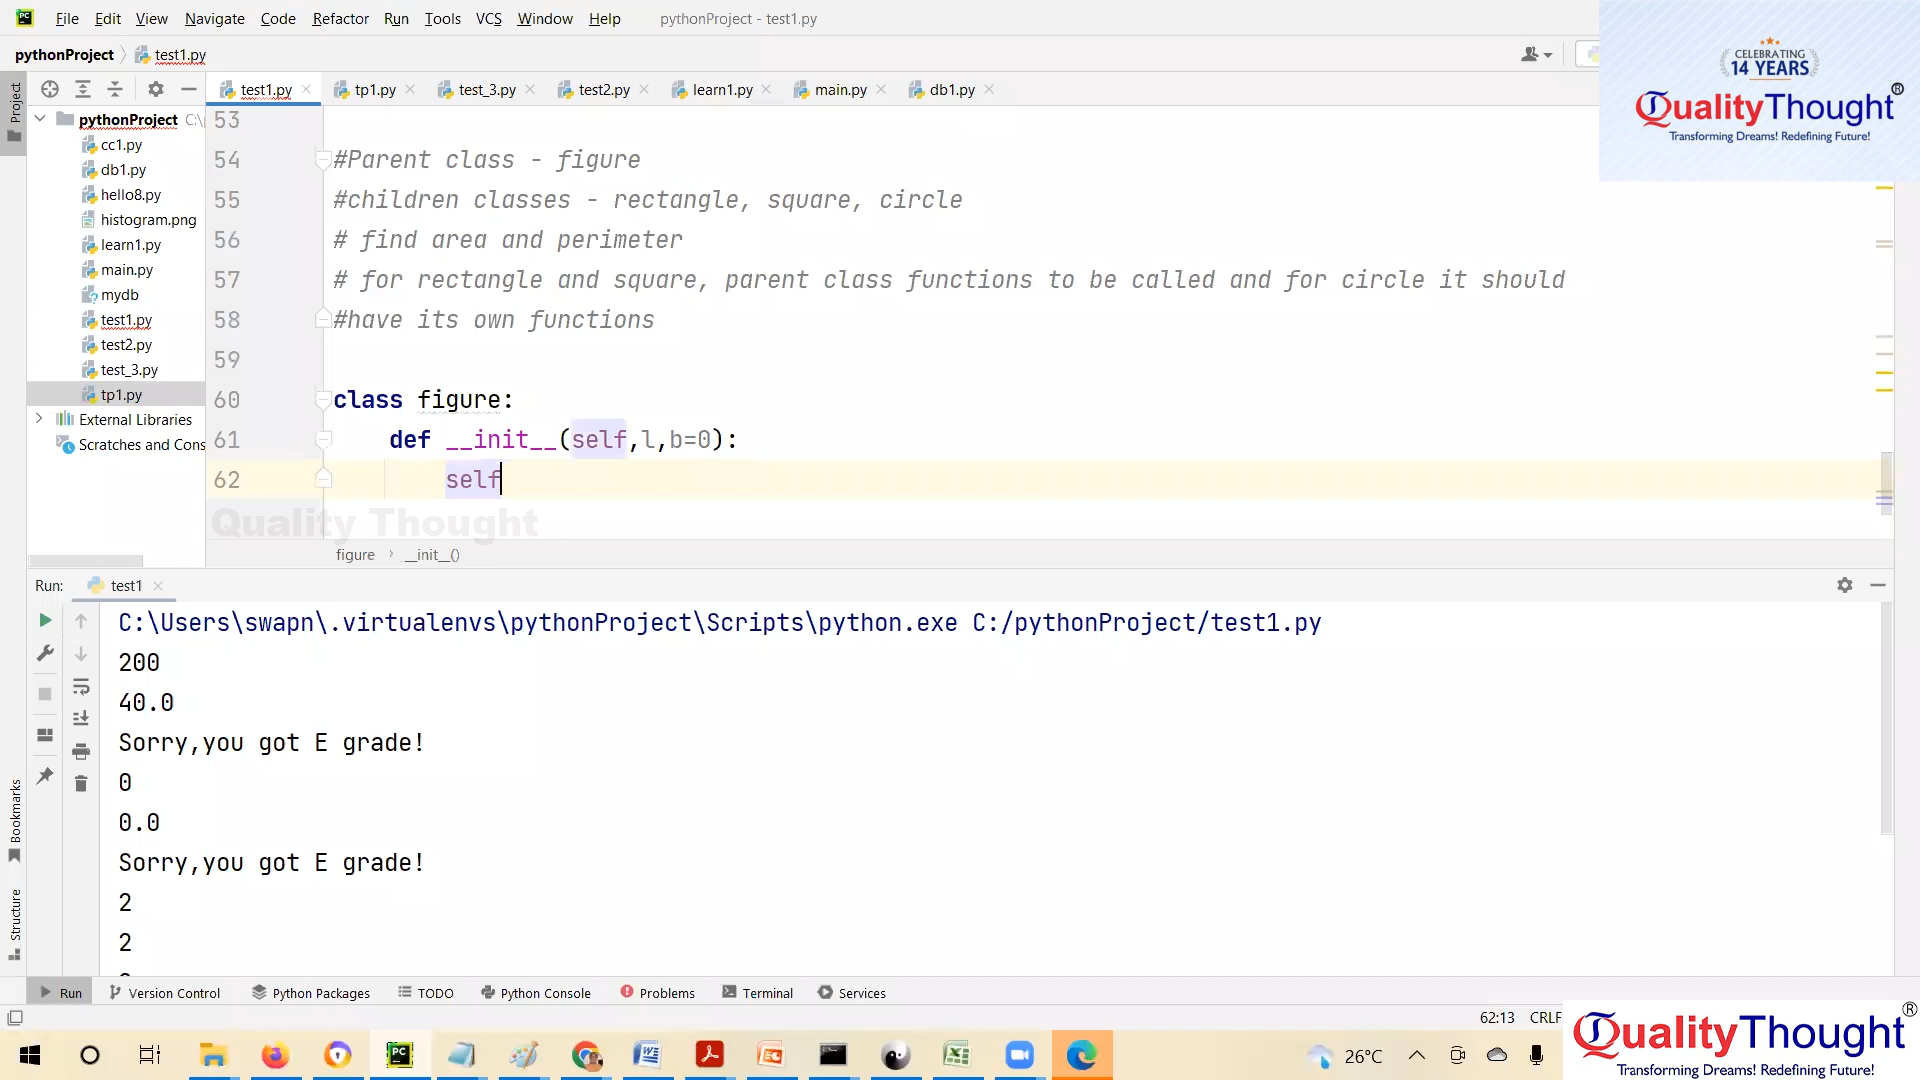 File Edit View Navigate Code Refactor Run Tools VCS Window Help pythonProject - test1.py
CELEBRATING
14 YEARS
QualityThought®
Transforming Dreams! Redefining Future!
pythonProject test1.py
Project
test1.py tp1.py test_3.py test2.py learn1.py main.py db1.py
pythonProject C:\
cc1.py
db1.py
hello8.py
histogram.png
learn1.py
main.py
mydb
test1.py
test2.py
test_3.py
tp1.py
External Libraries
Scratches and Cons
53
54 #Parent class - figure
55 #children classes - rectangle, square, circle
56 # find area and perimeter
57 # for rectangle and square, parent class functions to be called and for circle it should
58 #have its own functions
59
60 class figure:
61 def __init__(self,l,b=0):
62 self
Quality Thought
figure __init__()
Run: test1
C:\Users\swapn\.virtualenvs\pythonProject\Scripts\python.exe C:/pythonProject/test1.py
200
40.0
Sorry,you got E grade!
0
0.0
Sorry,you got E grade!
2
2
Bookmarks
Structure
Run Version Control Python Packages TODO Python Console Problems Terminal Services
62:13 CRLF
26°C
QualityThought®
Transforming Dreams! Redefining Future!